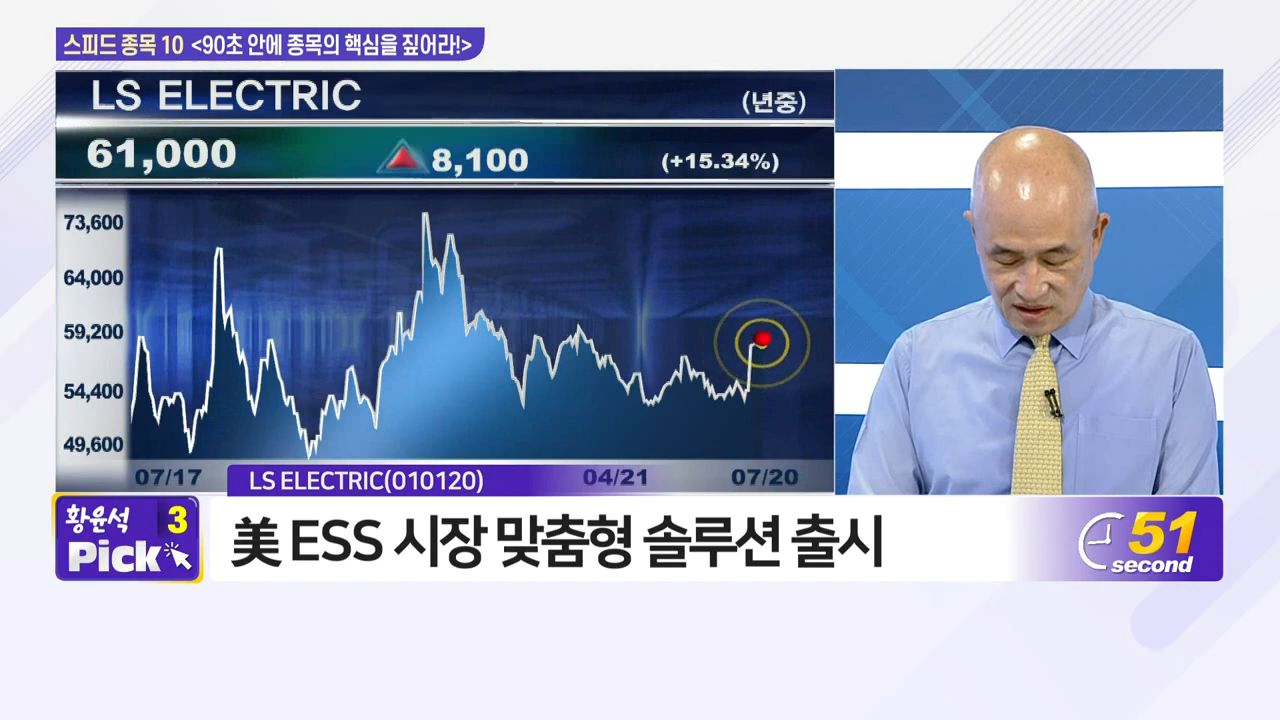 스피드 종목 10 <90초 안에 종목의 핵심을 짚어라!>
LS ELECTRIC
(년중)
61,000 ▲ 8,100 (+15.34%)
73,600
64,000
59,200
54,400
49,600
07/17 04/21 07/20
LS ELECTRIC(010120)
황윤석 3
Pick
美 ESS 시장 맞춤형 솔루션 출시
51
second